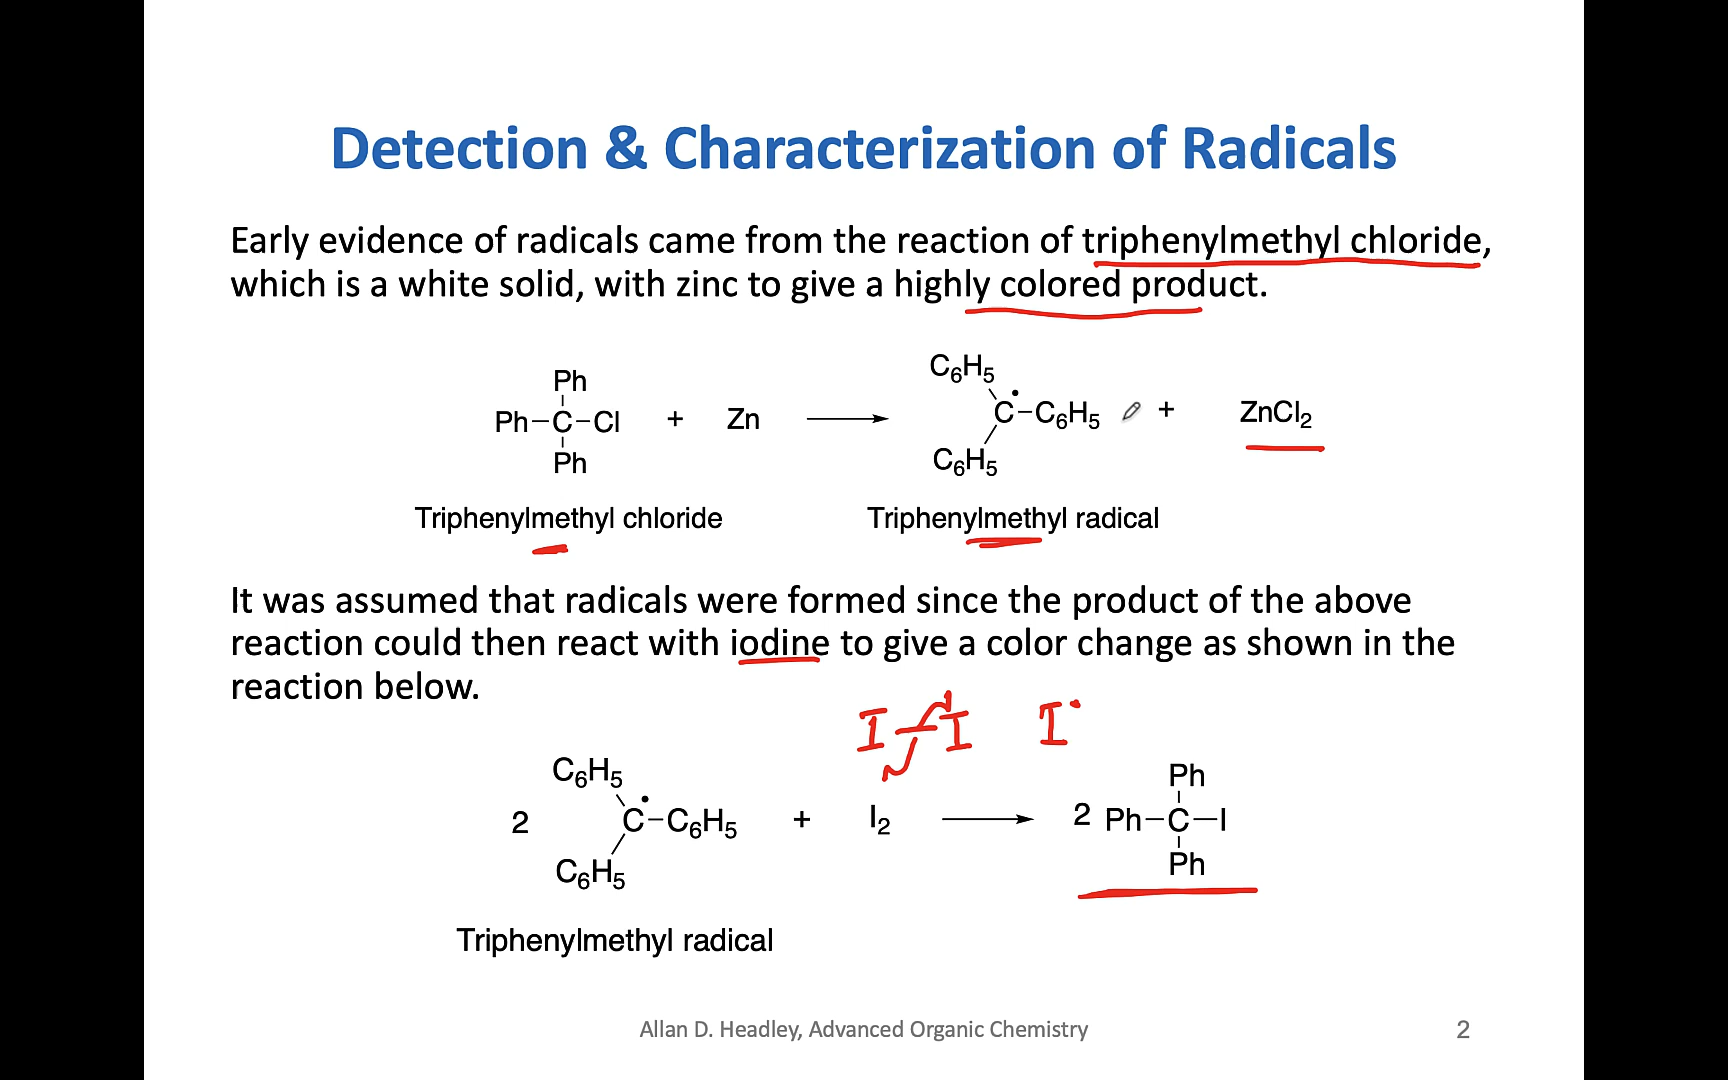 Detection & Characterization of Radicals
Early evidence of radicals came from the reaction of triphenylmethyl chloride,
which is a white solid, with zinc to give a highly colored product.
Ph
Ph–C–Cl + Zn
Ph
C₆H₅
Ċ–C₆H₅ + ZnCl₂
C₆H₅
Triphenylmethyl chloride
Triphenylmethyl radical
It was assumed that radicals were formed since the product of the above
reaction could then react with iodine to give a color change as shown in the
reaction below.
I–I I•
C₆H₅
2 Ċ–C₆H₅ + I₂
C₆H₅
Ph
2 Ph–C–I
Ph
Triphenylmethyl radical
Allan D. Headley, Advanced Organic Chemistry
2